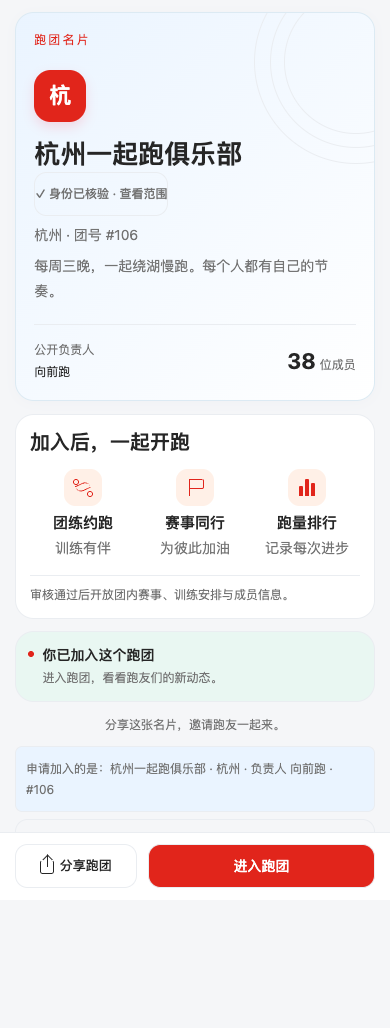 跑团名片
杭
杭州一起跑俱乐部
✓ 身份已核验 · 查看范围
杭州 · 团号 #106
每周三晚，一起绕湖慢跑。每个人都有自己的节
奏。
公开负责人
向前跑
38 位成员
加入后，一起开跑
团练约跑
训练有伴
赛事同行
为彼此加油
跑量排行
记录每次进步
审核通过后开放团内赛事、训练安排与成员信息。
你已加入这个跑团
进入跑团，看看跑友们的新动态。
分享这张名片，邀请跑友一起来。
申请加入的是：杭州一起跑俱乐部 · 杭州 · 负责人 向前跑 ·
#106
分享跑团
进入跑团